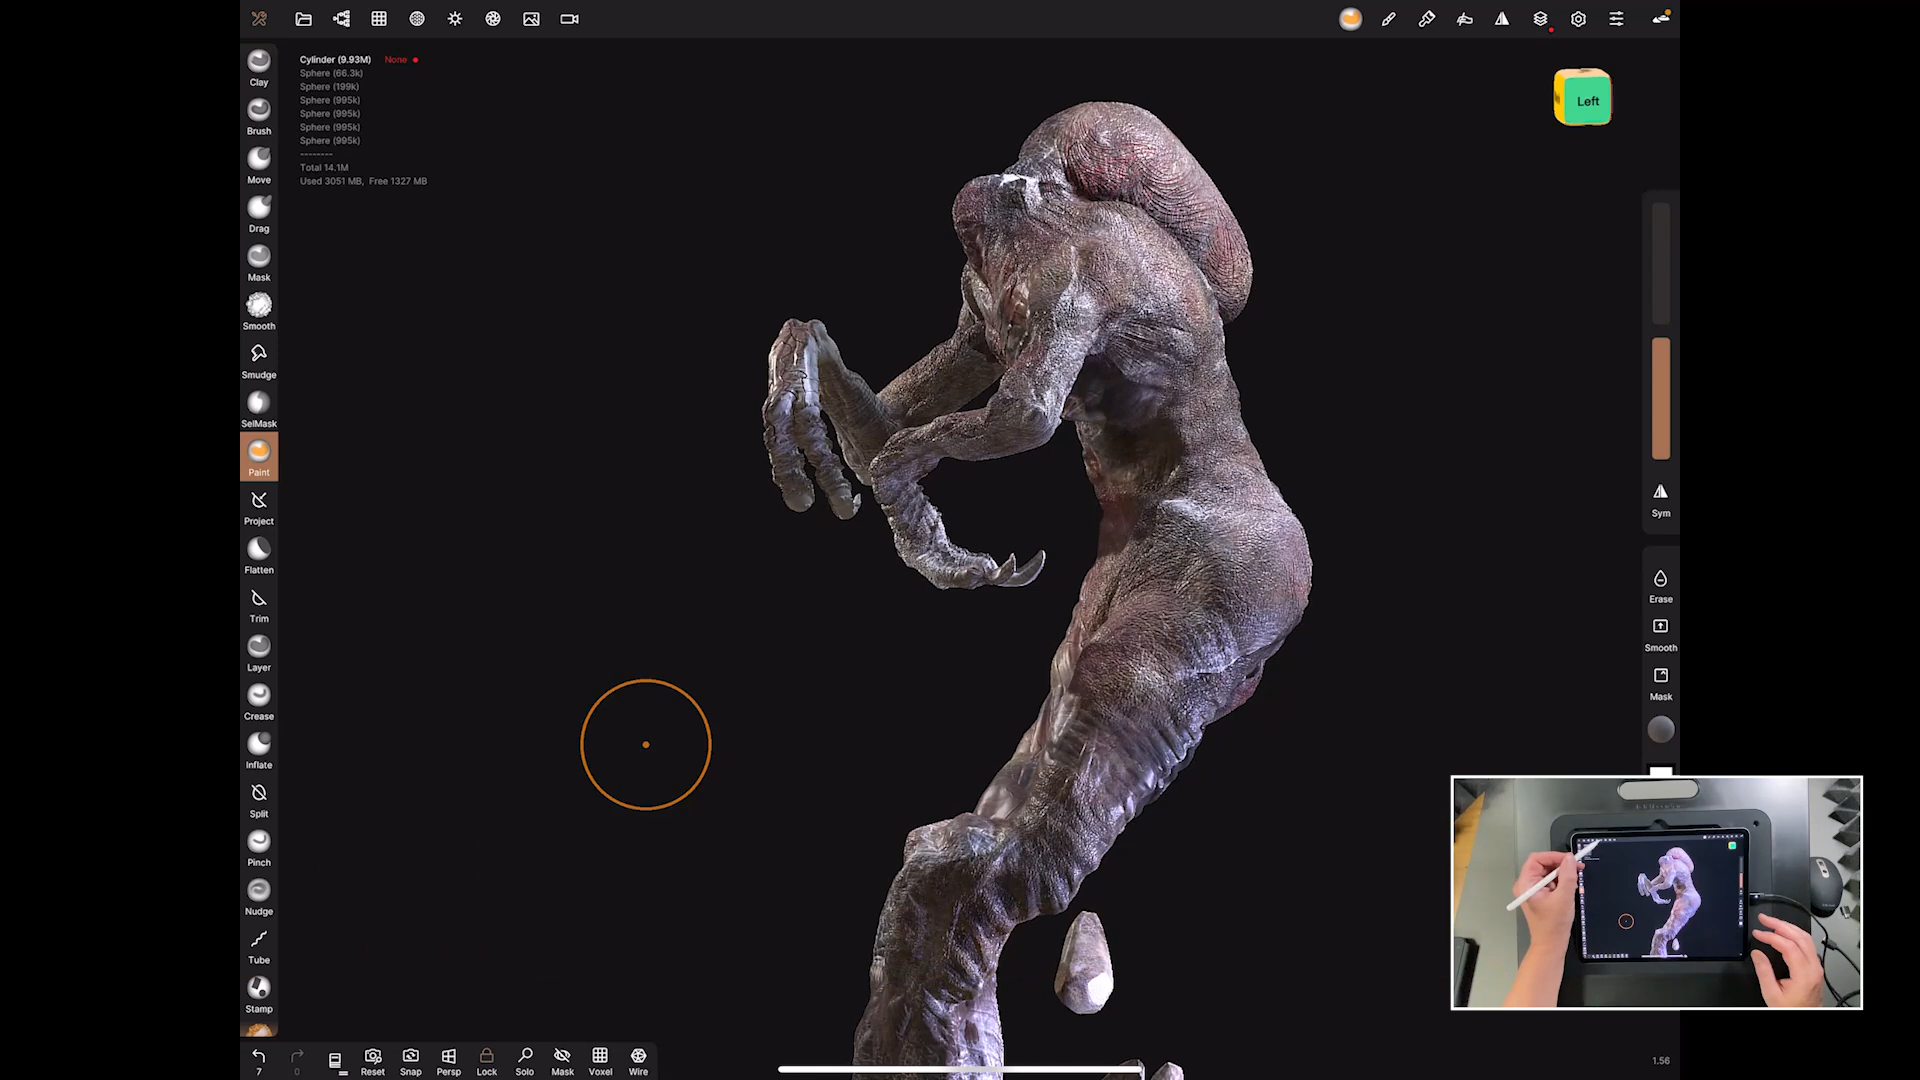 Cylinder (9.93M) None
Sphere (66.3k)
Sphere (199k)
Sphere (995k)
Sphere (995k)
Sphere (995k)
Sphere (995k)
--------
Total 14.1M
Used 3051 MB, Free 1327 MB
Left
Clay
Brush
Move
Drag
Mask
Smooth
Smudge
SelMask
Paint
Project
Flatten
Trim
Layer
Crease
Inflate
Split
Pinch
Nudge
Tube
Stamp
Sym
Erase
Smooth
Mask
7
0
Reset
Snap
Persp
Lock
Solo
Mask
Voxel
Wire
1.56